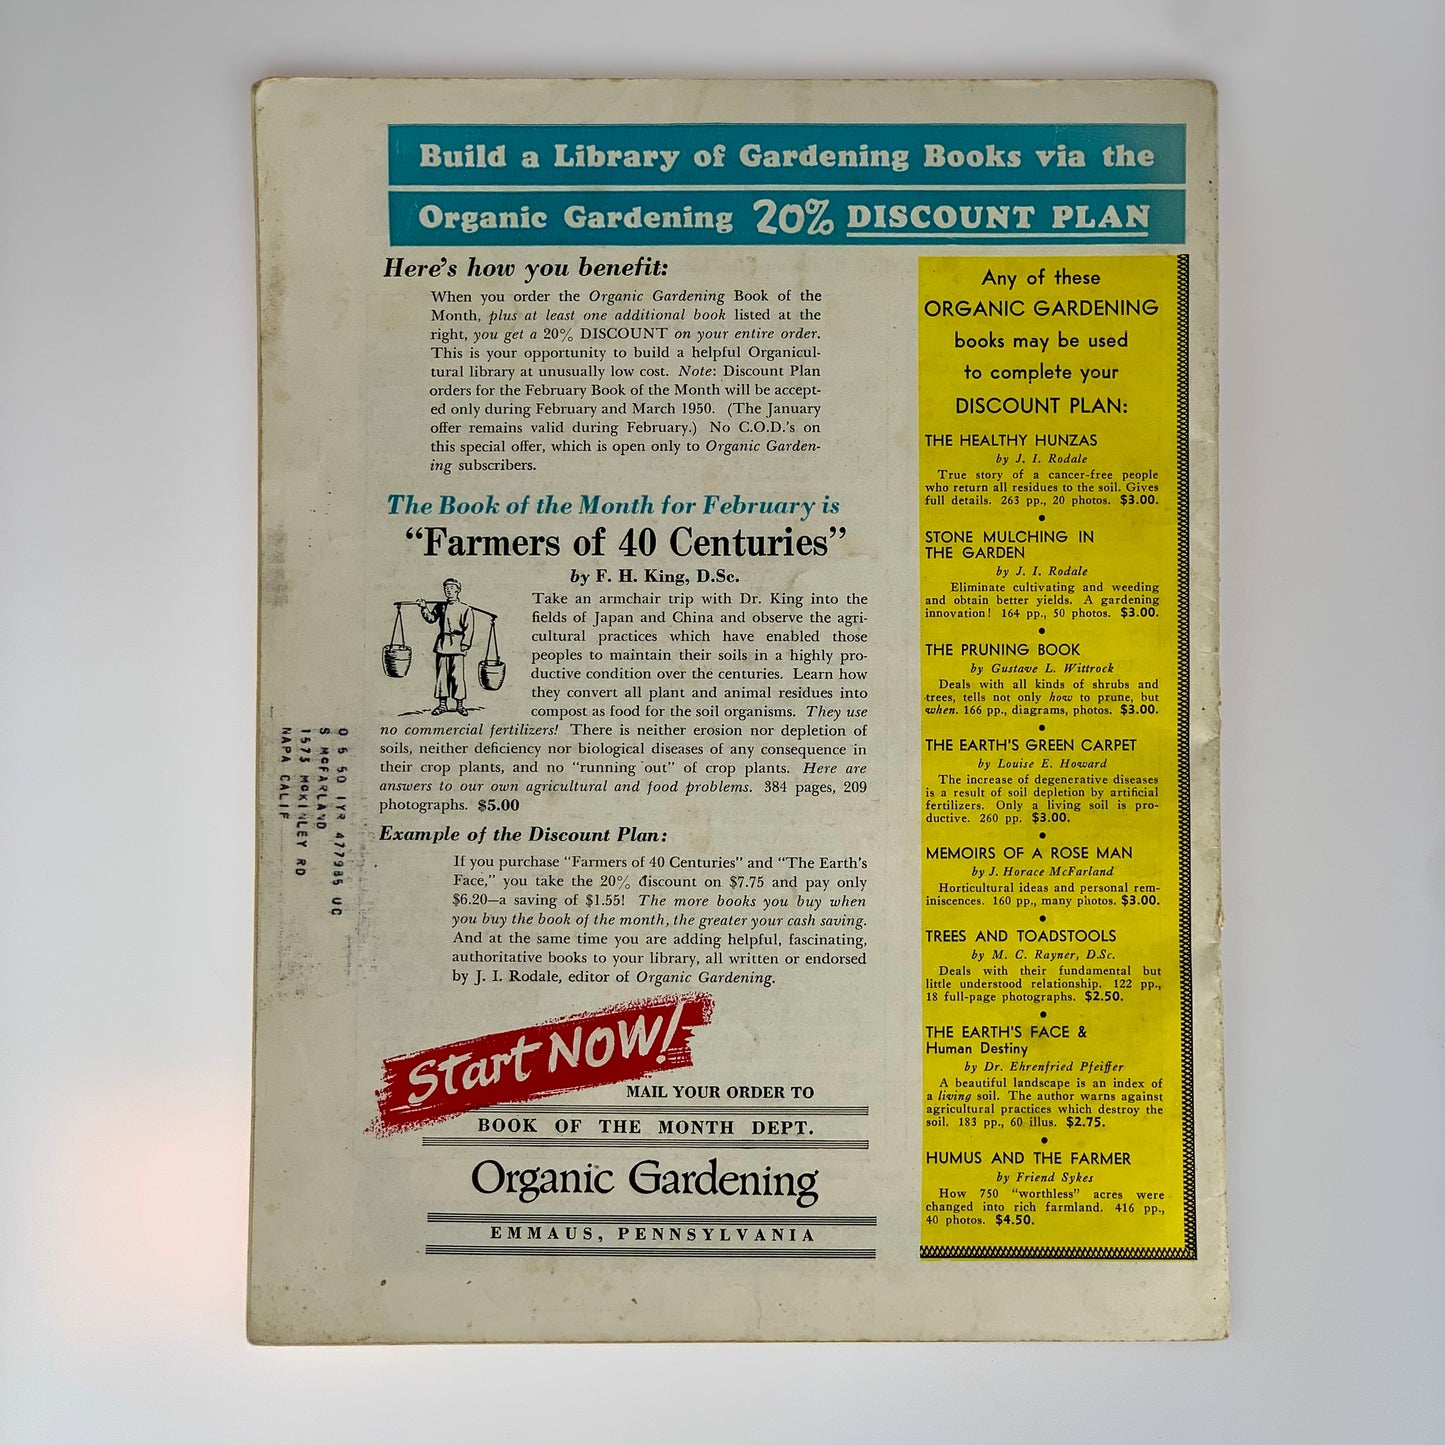 Build a Library of Gardening Books via the
Organic Gardening 20% DISCOUNT PLAN
Here's how you benefit:
When you order the Organic Gardening Book of the
Month, plus at least one additional book listed at the
right, you get a 20% DISCOUNT on your entire order.
This is your opportunity to build a helpful Organicul-
tural library at unusually low cost. Note: Discount Plan
orders for the February Book of the Month will be accept-
ed only during February and March 1950. (The January
offer remains valid during February.) No C.O.D.'s on
this special offer, which is open only to Organic Garden-
ing subscribers.
The Book of the Month for February is
"Farmers of 40 Centuries"
by F. H. King, D.Sc.
Take an armchair trip with Dr. King into the
fields of Japan and China and observe the agri-
cultural practices which have enabled those
peoples to maintain their soils in a highly pro-
ductive condition over the centuries. Learn how
they convert all plant and animal residues into
compost as food for the soil organisms. They use
no commercial fertilizers! There is neither erosion nor depletion of
soils, neither deficiency nor biological diseases of any consequence in
their crop plants, and no "running out" of crop plants. Here are
answers to our own agricultural and food problems. 384 pages, 209
photographs. $5.00
Example of the Discount Plan:
If you purchase "Farmers of 40 Centuries" and "The Earth's
Face," you take the 20% discount on $7.75 and pay only
$6.20—a saving of $1.55! The more books you buy when
you buy the book of the month, the greater your cash saving.
And at the same time you are adding helpful, fascinating,
authoritative books to your library, all written or endorsed
by J. I. Rodale, editor of Organic Gardening.
Start NOW!
MAIL YOUR ORDER TO
BOOK OF THE MONTH DEPT.
Organic Gardening
EMMAUS, PENNSYLVANIA
Any of these
ORGANIC GARDENING
books may be used
to complete your
DISCOUNT PLAN:
THE HEALTHY HUNZAS
by J. I. Rodale
True story of a cancer-free people
who return all residues to the soil. Gives
full details. 263 pp., 20 photos. $3.00.
•
STONE MULCHING IN
THE GARDEN
by J. I. Rodale
Eliminate cultivating and weeding
and obtain better yields. A gardening
innovation! 164 pp., 50 photos. $3.00.
•
THE PRUNING BOOK
by Gustave L. Wittrock
Deals with all kinds of shrubs and
trees, tells not only how to prune, but
when. 166 pp., diagrams, photos. $3.00.
•
THE EARTH'S GREEN CARPET
by Louise E. Howard
The increase of degenerative diseases
is a result of soil depletion by artificial
fertilizers. Only a living soil is pro-
ductive. 260 pp. $3.00.
•
MEMOIRS OF A ROSE MAN
by J. Horace McFarland
Horticultural ideas and personal rem-
iniscences. 160 pp., many photos. $3.00.
•
TREES AND TOADSTOOLS
by M. C. Rayner, D.Sc.
Deals with their fundamental but
little understood relationship. 122 pp.,
18 full-page photographs. $2.50.
•
THE EARTH'S FACE &
Human Destiny
by Dr. Ehrenfried Pfeiffer
A beautiful landscape is an index of
a living soil. The author warns against
agricultural practices which destroy the
soil. 183 pp., 60 illus. $2.75.
•
HUMUS AND THE FARMER
by Friend Sykes
How 750 "worthless" acres were
changed into rich farmland. 416 pp.,
40 photos. $4.50.
0 5 50 1YR 477985 UC
S MCFARLAND
1573 MCKINLEY RD
NAPA CALIF